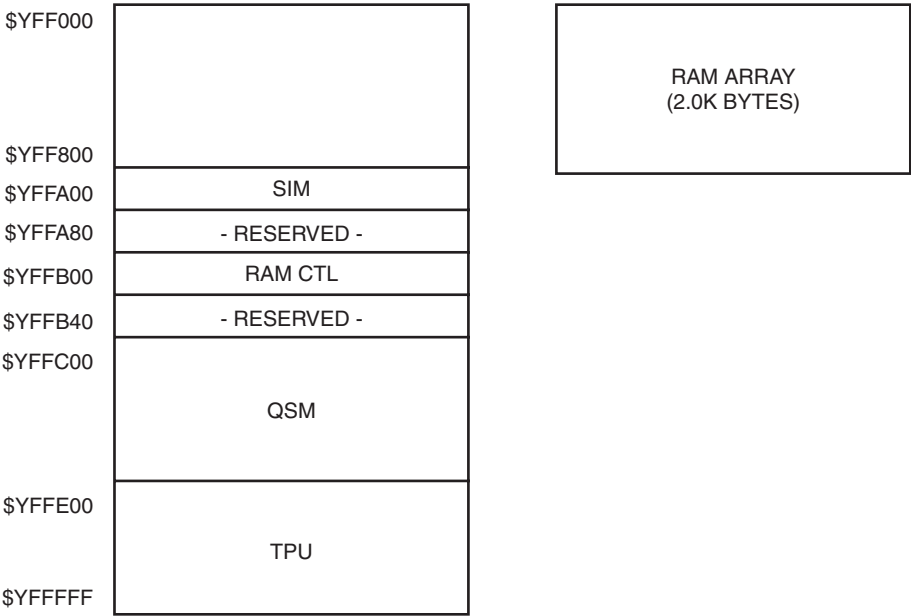 $YFF000
RAM ARRAY
(2.0K BYTES)
$YFF800
$YFFA00
SIM
$YFFA80
- RESERVED -
$YFFB00
RAM CTL
$YFFB40
- RESERVED -
$YFFC00
QSM
$YFFE00
TPU
$YFFFFF